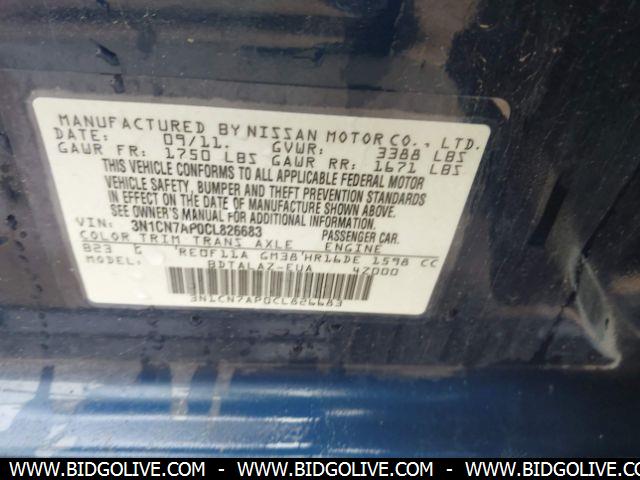 MANUFACTURED BY NISSAN MOTOR CO., LTD.
DATE: 09/11. GVWR: 3388 LBS
GAWR FR: 1750 LBS GAWR RR: 1671 LBS
THIS VEHICLE CONFORMS TO ALL APPLICABLE FEDERAL MOTOR
VEHICLE SAFETY, BUMPER AND THEFT PREVENTION STANDARDS
IN EFFECT ON THE DATE OF MANUFACTURE SHOWN ABOVE.
SEE OWNER'S MANUAL FOR ADDITIONAL INFORMATION.
VIN: 3N1CN7AP0CL826683 PASSENGER CAR
COLOR TRIM TRANS AXLE ENGINE
B23 G RE0F11A GM38 HR16DE 1598 CC
MODEL: BDTALAZ-EUA 47000
3N1CN7AP0CL826683
WWW.BIDGOLIVE.COM - WWW.BIDGOLIVE.COM - WWW.BIDGOLIVE.COM